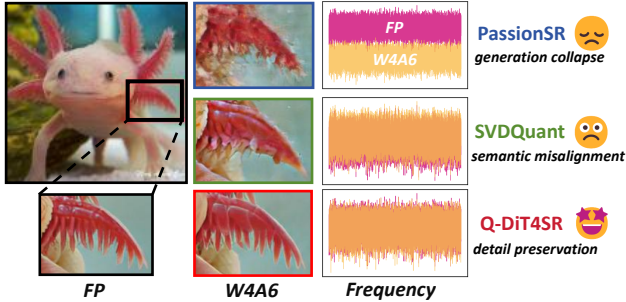 FP
W4A6
PassionSR
generation collapse
SVDQuant
semantic misalignment
Q-DiT4SR
detail preservation
FP
W4A6
Frequency